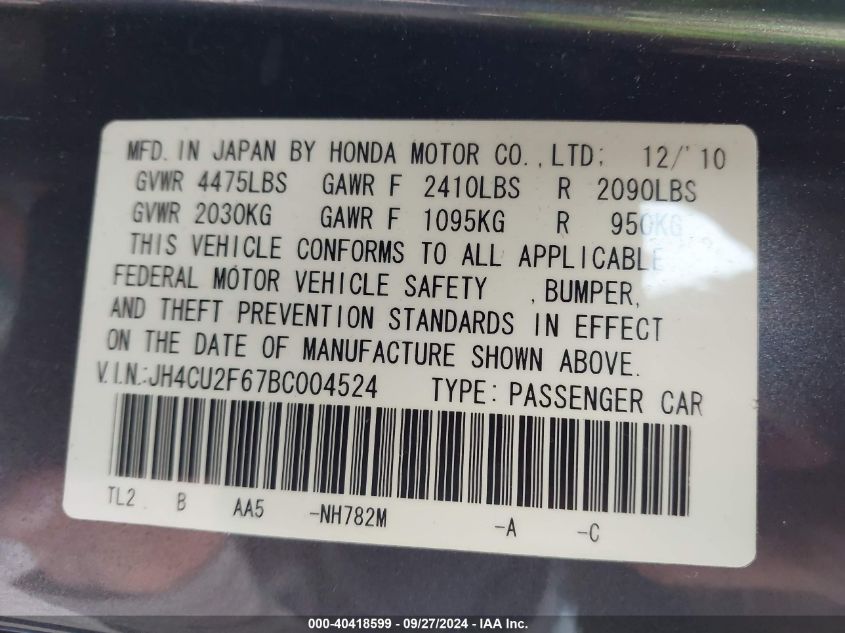 MFD. IN JAPAN BY HONDA MOTOR CO., LTD; 12/'10
GVWR 4475LBS GAWR F 2410LBS R 2090LBS
GVWR 2030KG GAWR F 1095KG R 950KG
THIS VEHICLE CONFORMS TO ALL APPLICABLE
FEDERAL MOTOR VEHICLE SAFETY , BUMPER,
AND THEFT PREVENTION STANDARDS IN EFFECT
ON THE DATE OF MANUFACTURE SHOWN ABOVE.
V.I.N.:JH4CU2F67BC004524 TYPE: PASSENGER CAR
TL2 B AA5 -NH782M -A -C
000-40418599 - 09/27/2024 - IAA Inc.